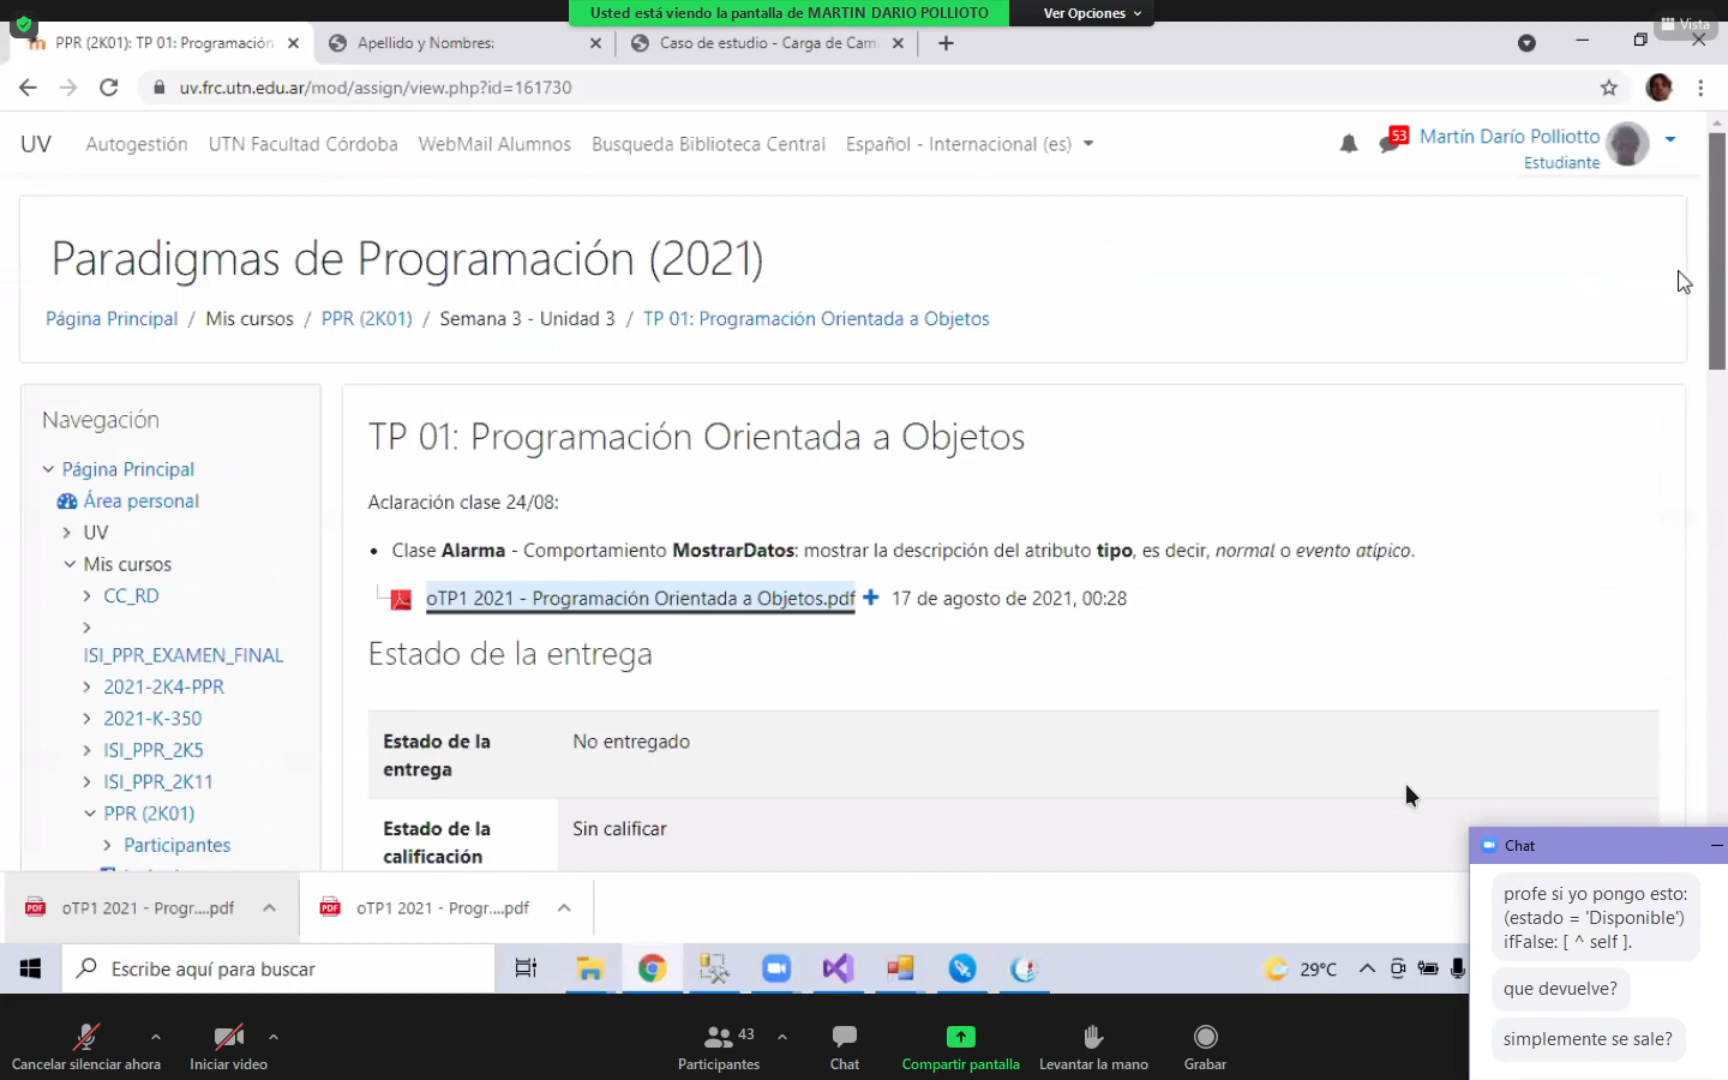 Usted está viendo la pantalla de MARTIN DARIO POLLIOTO
Ver Opciones
Vista
PPR (2K01): TP 01: Programación
Apellido y Nombres:
Caso de estudio - Carga de Cam
uv.frc.utn.edu.ar/mod/assign/view.php?id=161730
UV Autogestión UTN Facultad Córdoba WebMail Alumnos Busqueda Biblioteca Central Español - Internacional (es)
53
Martín Darío Polliotto
Estudiante
Paradigmas de Programación (2021)
Página Principal / Mis cursos / PPR (2K01) / Semana 3 - Unidad 3 / TP 01: Programación Orientada a Objetos
Navegación
Página Principal
Área personal
UV
Mis cursos
CC_RD
ISI_PPR_EXAMEN_FINAL
2021-2K4-PPR
2021-K-350
ISI_PPR_2K5
ISI_PPR_2K11
PPR (2K01)
Participantes
TP 01: Programación Orientada a Objetos
Aclaración clase 24/08:
• Clase Alarma - Comportamiento MostrarDatos: mostrar la descripción del atributo tipo, es decir, normal o evento atípico.
oTP1 2021 - Programación Orientada a Objetos.pdf + 17 de agosto de 2021, 00:28
Estado de la entrega
Estado de la
entrega
No entregado
Estado de la
calificación
Sin calificar
Chat
profe si yo pongo esto:
(estado = 'Disponible')
ifFalse: [ ^ self ].
que devuelve?
simplemente se sale?
PDF oTP1 2021 - Progr....pdf
PDF oTP1 2021 - Progr....pdf
Escribe aquí para buscar
29°C
Cancelar silenciar ahora
Iniciar video
43
Participantes
Chat
Compartir pantalla
Levantar la mano
Grabar